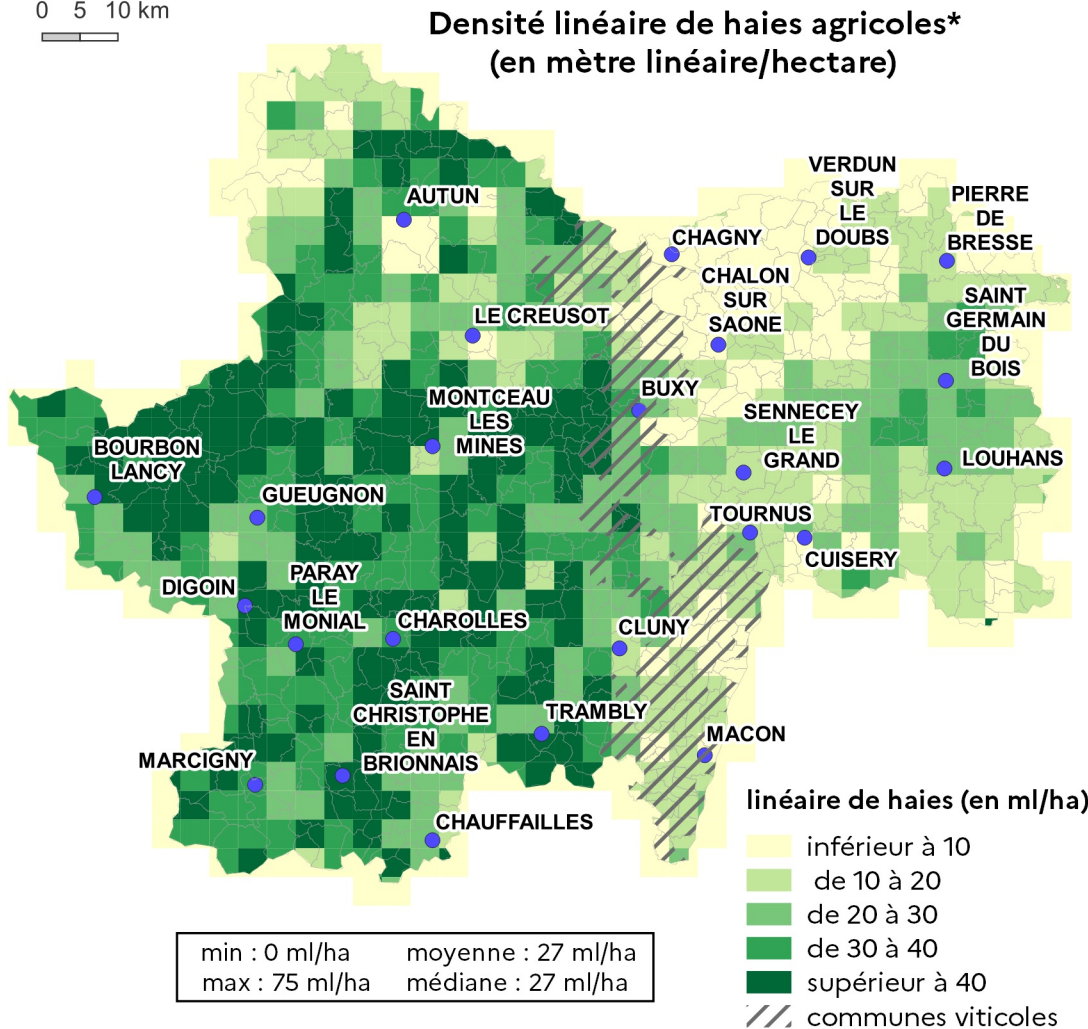 0 5 10 km
Densité linéaire de haies agricoles*
(en mètre linéaire/hectare)
AUTUN
VERDUN
SUR
LE
DOUBS
PIERRE
DE
BRESSE
CHAGNY
CHALON
SUR
SAONE
SAINT
GERMAIN
DU
BOIS
LE CREUSOT
MONTCEAU
LES
MINES
BUXY
SENNECEY
LE
GRAND
BOURBON
LANCY
LOUHANS
GUEUGNON
TOURNUS
CUISERY
DIGOIN
PARAY
LE
MONIAL
CHAROLLES
CLUNY
SAINT
CHRISTOPHE
EN
BRIONNAIS
TRAMBLY
MACON
MARCIGNY
CHAUFFAILLES
linéaire de haies (en ml/ha)
inférieur à 10
de 10 à 20
de 20 à 30
de 30 à 40
supérieur à 40
communes viticoles
min : 0 ml/ha moyenne : 27 ml/ha
max : 75 ml/ha médiane : 27 ml/ha